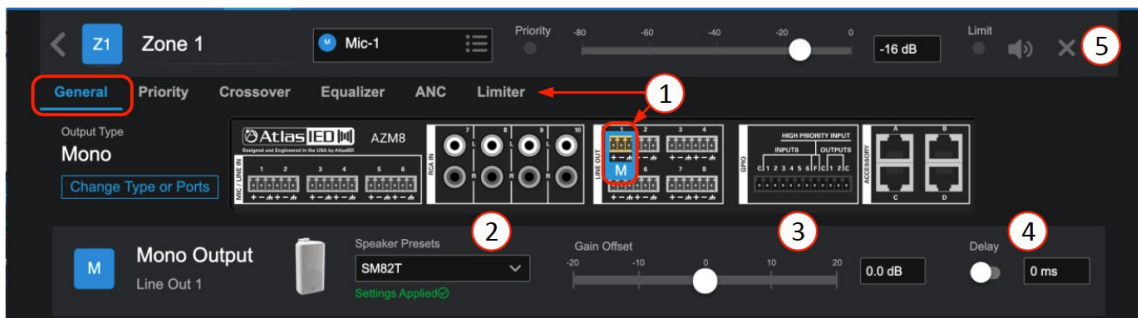 Z1 Zone 1 M Mic-1 Priority -80 -60 -40 -20 0 -16 dB Limit 5
General Priority Crossover Equalizer ANC Limiter 1
Output Type
Mono
Change Type or Ports
AtlasIED AZM8
Designed and Engineered in the USA by AtlasIED
MIC / LINE IN
1 2 3 4 5 6
RCA IN
7 8 9 10
L L L L
R R R R
LINE OUT
1 2 3 4
M
6 7 8
GPIO
HIGH PRIORITY INPUT
INPUTS OUTPUTS
C 1 2 3 4 5 6 F C 1 2 C
ACCESSORY
A B
C D
2 3 4
M
Mono Output
Line Out 1
Speaker Presets
SM82T
Settings Applied
Gain Offset
-20 -10 0 10 20
0.0 dB
Delay
0 ms